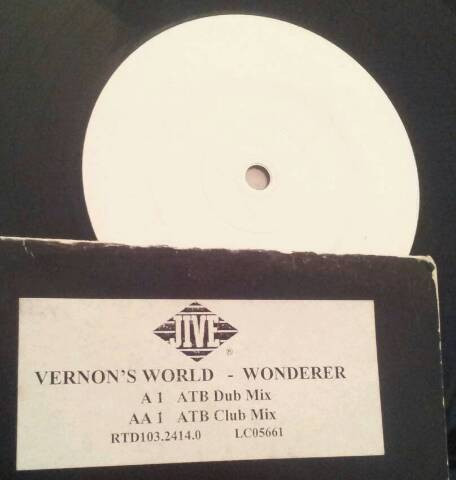 JIVE ®
VERNON'S WORLD - WONDERER
A 1 ATB Dub Mix
AA 1 ATB Club Mix
RTD103.2414.0 LC05661